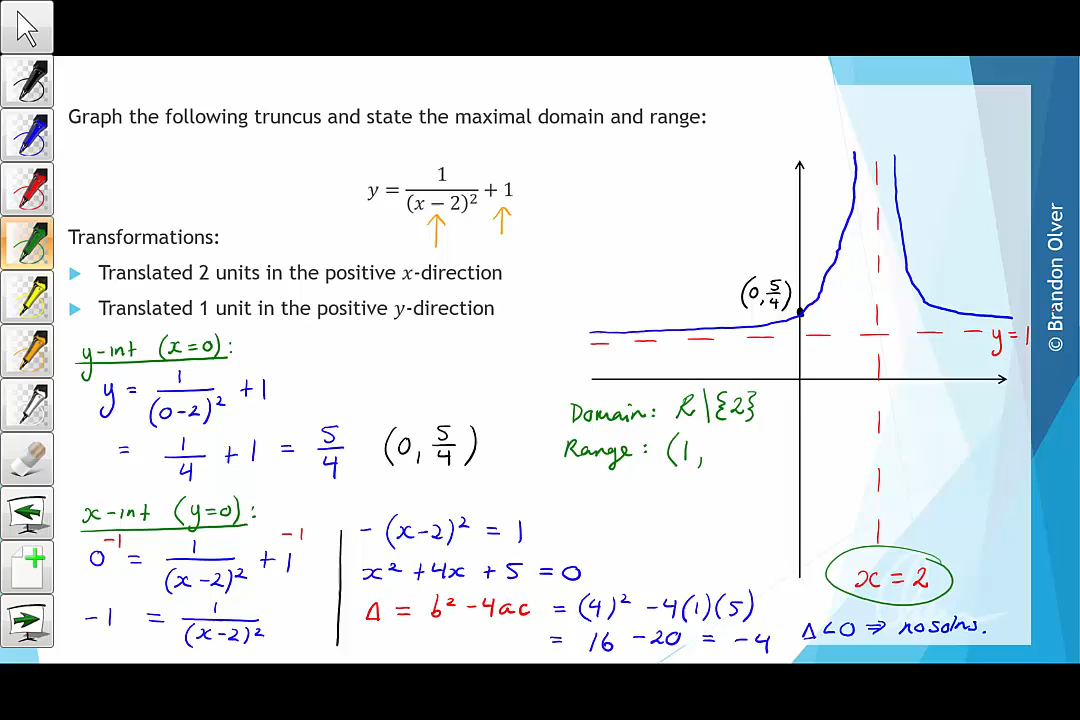 Graph the following truncus and state the maximal domain and range:
y = 1/(x − 2)² + 1
Transformations:
Translated 2 units in the positive x-direction
Translated 1 unit in the positive y-direction
y-int (x=0):
y = 1/(0-2)² + 1
= 1/4 + 1 = 5/4 (0, 5/4)
x-int (y=0):
0 -1 = 1/(x-2)² + 1 -1
-1 = 1/(x-2)²
-(x-2)² = 1
x² + 4x + 5 = 0
Δ = b² - 4ac = (4)² - 4(1)(5)
= 16 - 20 = -4
Δ<0 ⇒ no solns.
(0, 5/4)
y = 1
Domain: R\{2}
Range: (1,
x = 2
© Brandon Olver